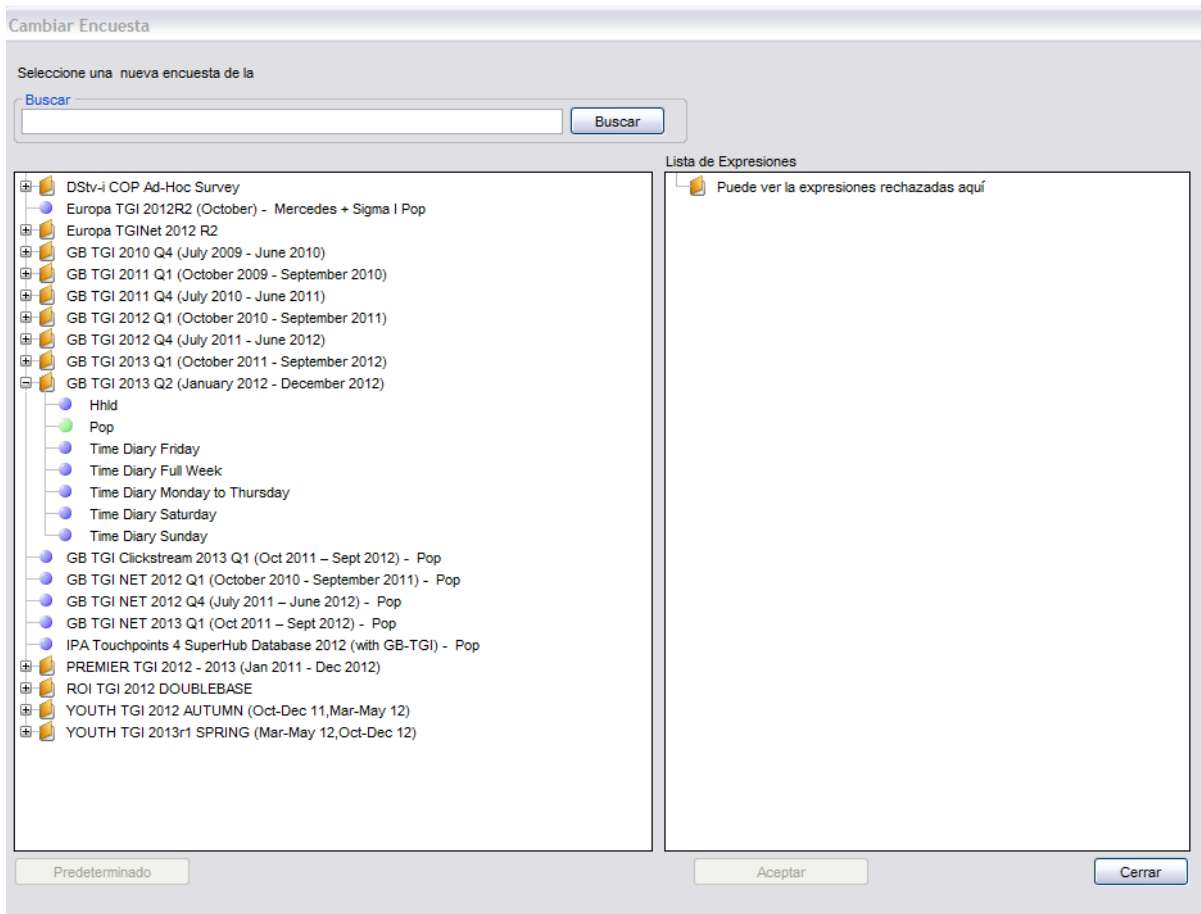 Cambiar Encuesta
Seleccione una nueva encuesta de la
Buscar
Buscar
Lista de Expresiones
DStv-i COP Ad-Hoc Survey
Europa TGI 2012R2 (October) - Mercedes + Sigma I Pop
Europa TGINet 2012 R2
GB TGI 2010 Q4 (July 2009 - June 2010)
GB TGI 2011 Q1 (October 2009 - September 2010)
GB TGI 2011 Q4 (July 2010 - June 2011)
GB TGI 2012 Q1 (October 2010 - September 2011)
GB TGI 2012 Q4 (July 2011 - June 2012)
GB TGI 2013 Q1 (October 2011 - September 2012)
GB TGI 2013 Q2 (January 2012 - December 2012)
Hhld
Pop
Time Diary Friday
Time Diary Full Week
Time Diary Monday to Thursday
Time Diary Saturday
Time Diary Sunday
GB TGI Clickstream 2013 Q1 (Oct 2011 – Sept 2012) - Pop
GB TGI NET 2012 Q1 (October 2010 - September 2011) - Pop
GB TGI NET 2012 Q4 (July 2011 – June 2012) - Pop
GB TGI NET 2013 Q1 (Oct 2011 – Sept 2012) - Pop
IPA Touchpoints 4 SuperHub Database 2012 (with GB-TGI) - Pop
PREMIER TGI 2012 - 2013 (Jan 2011 - Dec 2012)
ROI TGI 2012 DOUBLEBASE
YOUTH TGI 2012 AUTUMN (Oct-Dec 11,Mar-May 12)
YOUTH TGI 2013r1 SPRING (Mar-May 12,Oct-Dec 12)
Puede ver la expresiones rechazadas aquí
Predeterminado
Aceptar
Cerrar